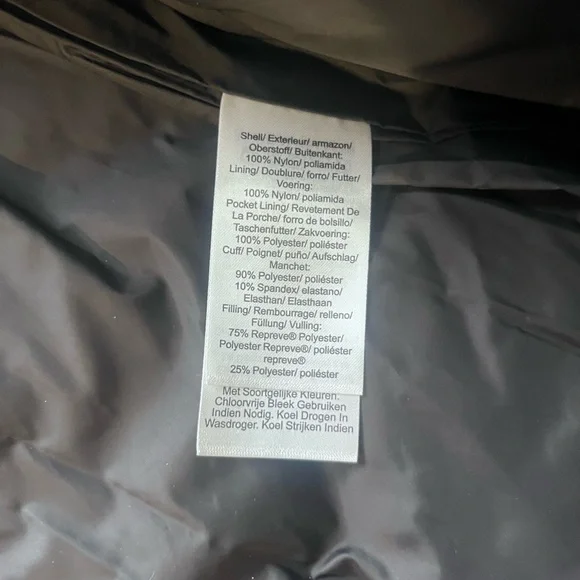 Shell/ Exterieur/ armazon/
Oberstoff/ Buitenkant:
100% Nylon/ poliamida
Lining/ Doublure/ forro/ Futter/
Voering:
100% Nylon/ poliamida
Pocket Lining/ Revetement De
La Porche/ forro de bolsillo/
Taschenfutter/ Zakvoering:
100% Polyester/ poliéster
Cuff/ Poignet/ puño/ Aufschlag/
Manchet:
90% Polyester/ poliéster
10% Spandex/ elastano/
Elasthan/ Elasthaan
Filling/ Rembourrage/ relleno/
Füllung/ Vulling:
75% Repreve® Polyester/
Polyester Repreve®/ poliéster
repreve®
25% Polyester/ poliéster
Met Soortgelijke Kleuren.
Chloorvrije Bleek Gebruiken
Indien Nodig. Koel Drogen In
Wasdroger. Koel Strijken Indien